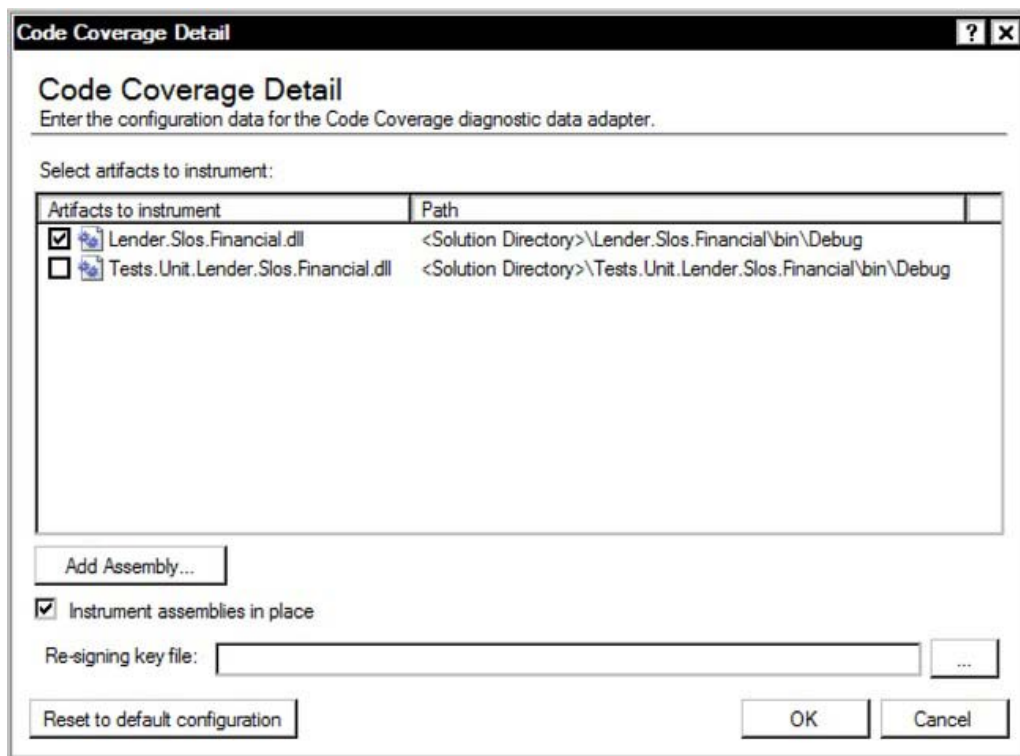 Code Coverage Detail
Code Coverage Detail
Enter the configuration data for the Code Coverage diagnostic data adapter.
Select artifacts to instrument:
Artifacts to instrument Path
Lender.Slos.Financial.dll <Solution Directory>\Lender.Slos.Financial\bin\Debug
Tests.Unit.Lender.Slos.Financial.dll <Solution Directory>\Tests.Unit.Lender.Slos.Financial\bin\Debug
Add Assembly...
Instrument assemblies in place
Re-signing key file: ...
Reset to default configuration OK Cancel